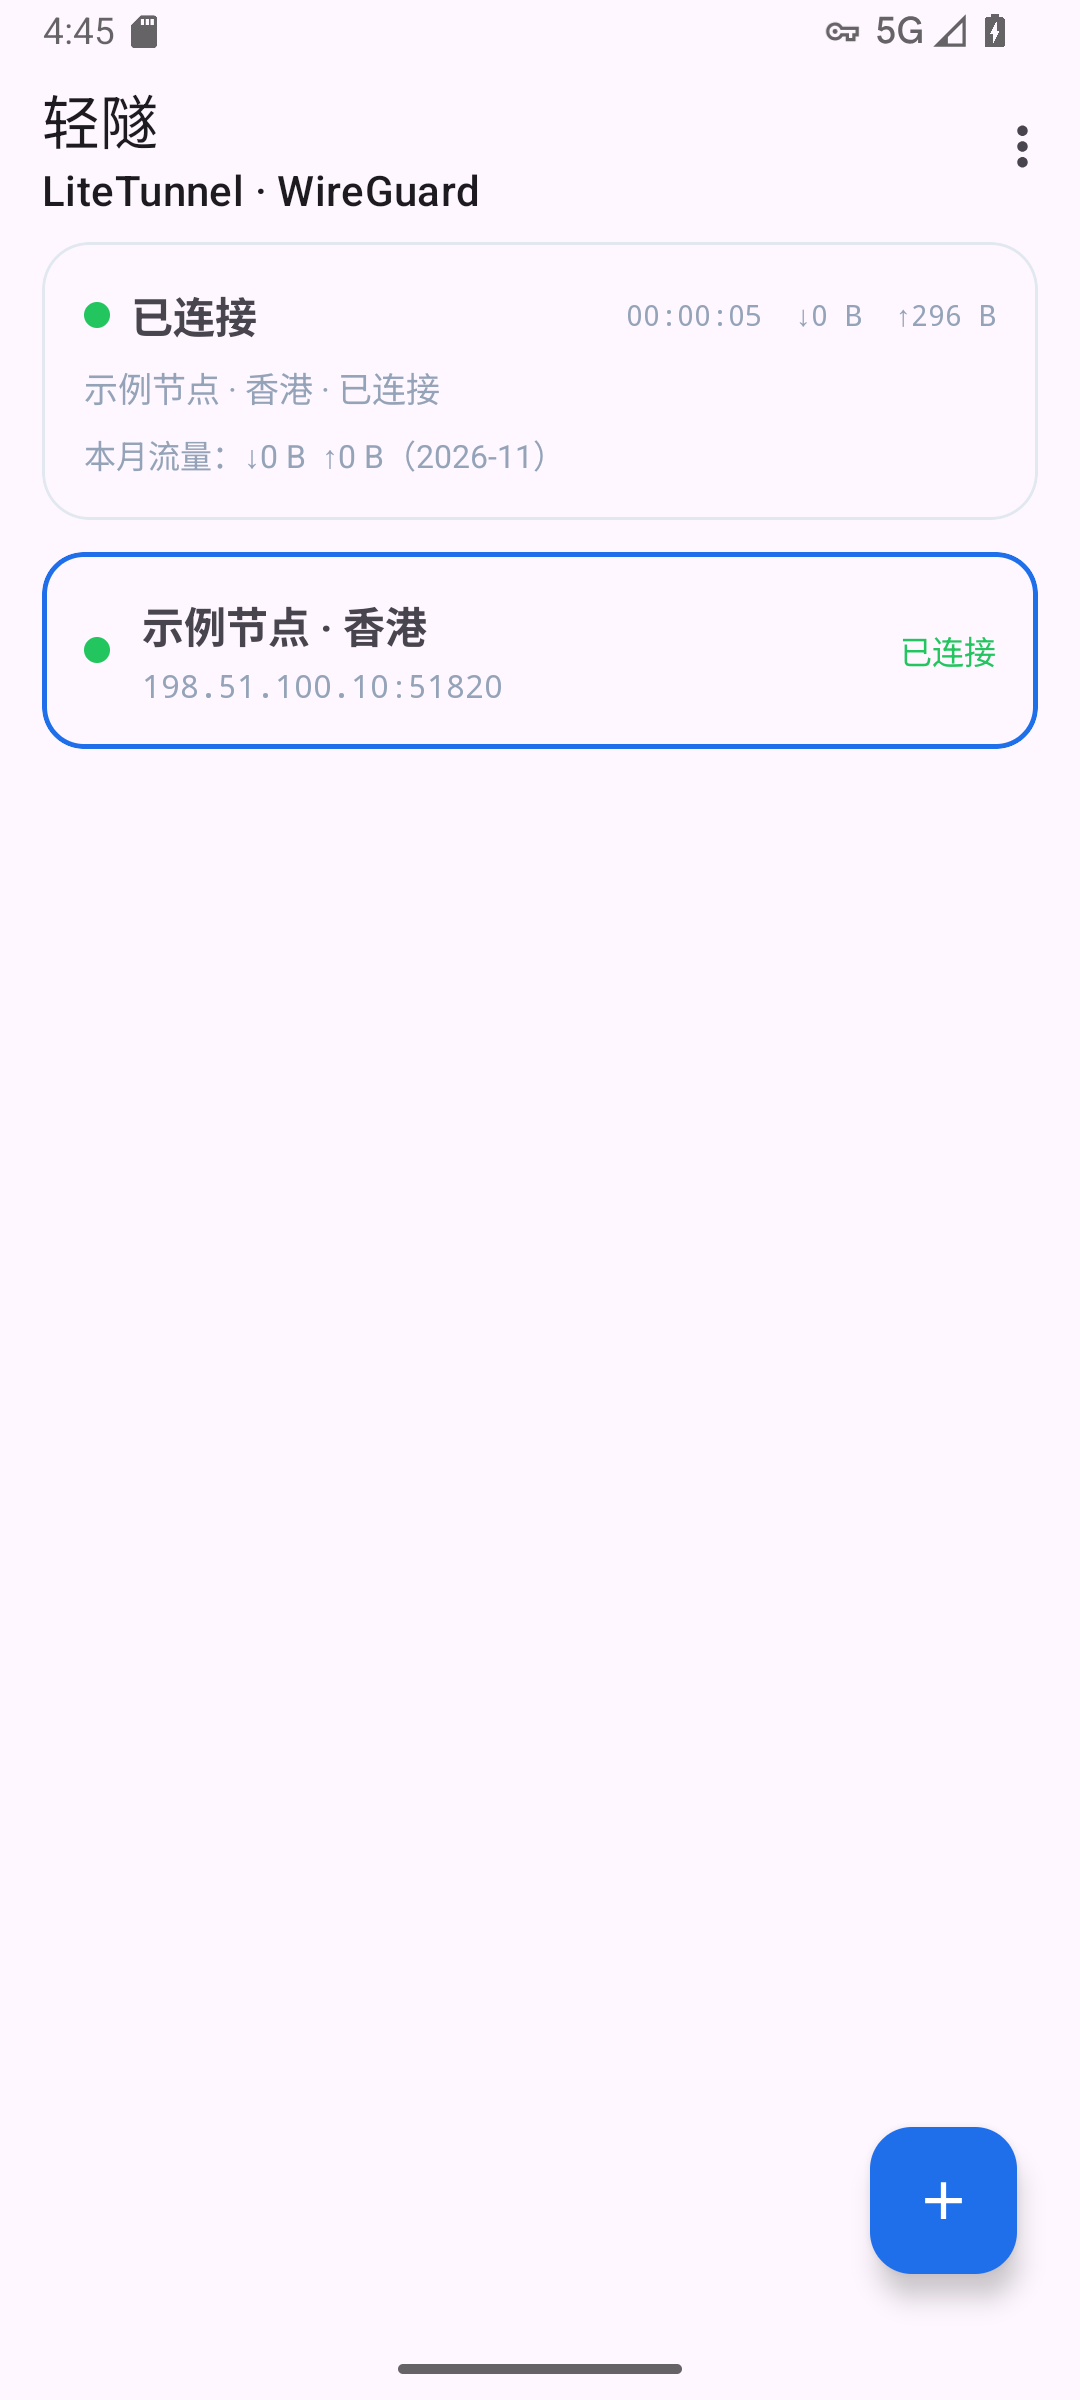 4:45 5G
轻隧
LiteTunnel · WireGuard
已连接 00:00:05 ↓0 B ↑296 B
示例节点 · 香港 · 已连接
本月流量：↓0 B ↑0 B（2026-11）
示例节点 · 香港
已连接
198.51.100.10:51820
+